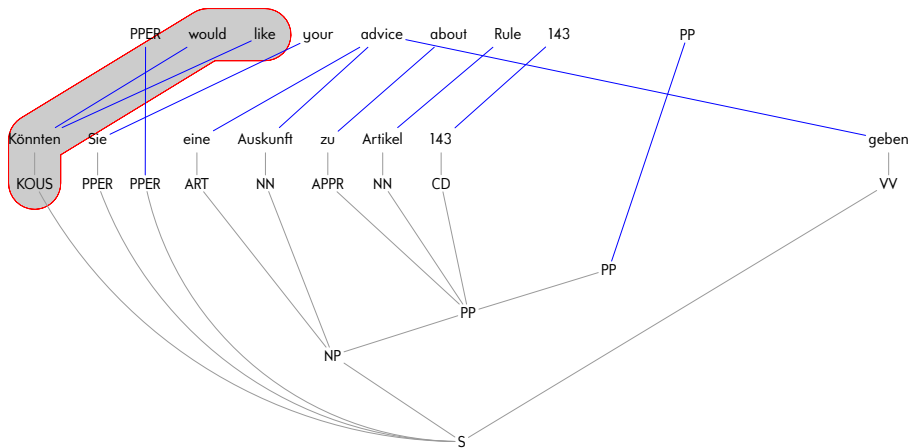 PPER would like your advice about Rule 143 PP
Könnten Sie eine Auskunft zu Artikel 143 geben
KOUS PPER PPER ART NN APPR NN CD VV
PP
PP
NP
S